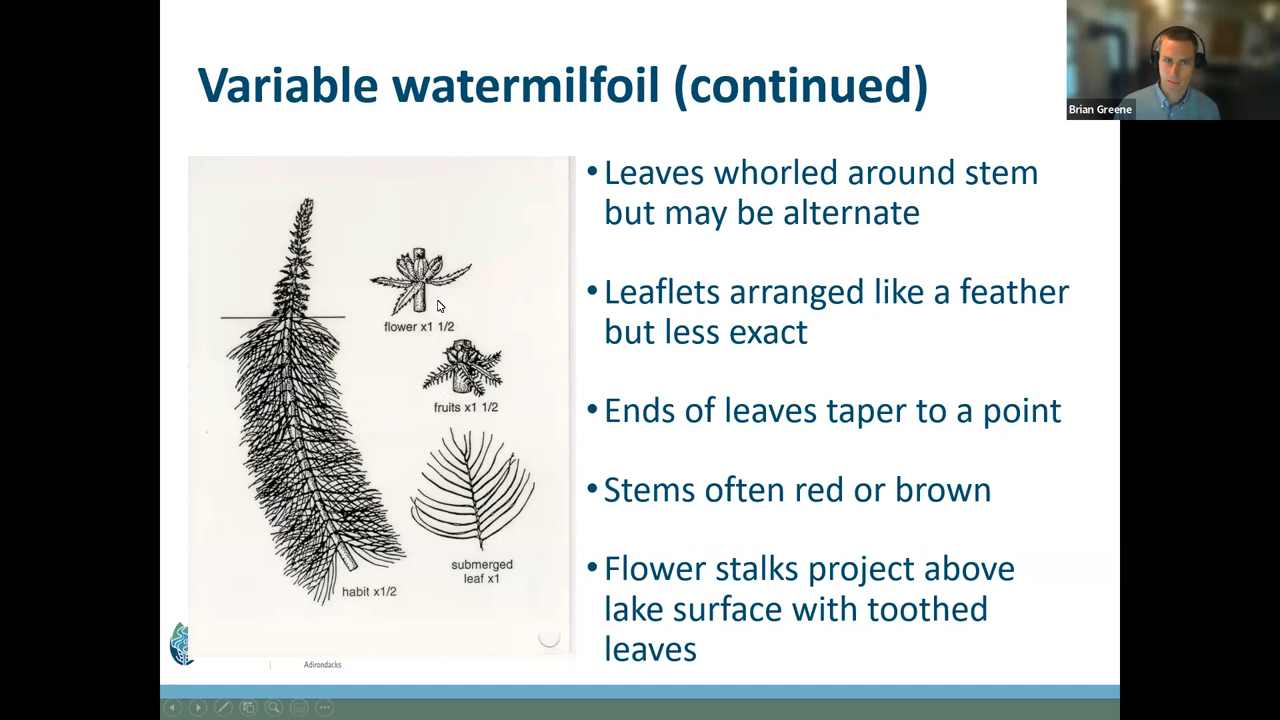 Variable watermilfoil (continued)
Brian Greene
• Leaves whorled around stem
but may be alternate
• Leaflets arranged like a feather
but less exact
• Ends of leaves taper to a point
• Stems often red or brown
• Flower stalks project above
lake surface with toothed
leaves
flower x1 1/2
fruits x1 1/2
submerged
leaf x1
habit x1/2
Adirondacks